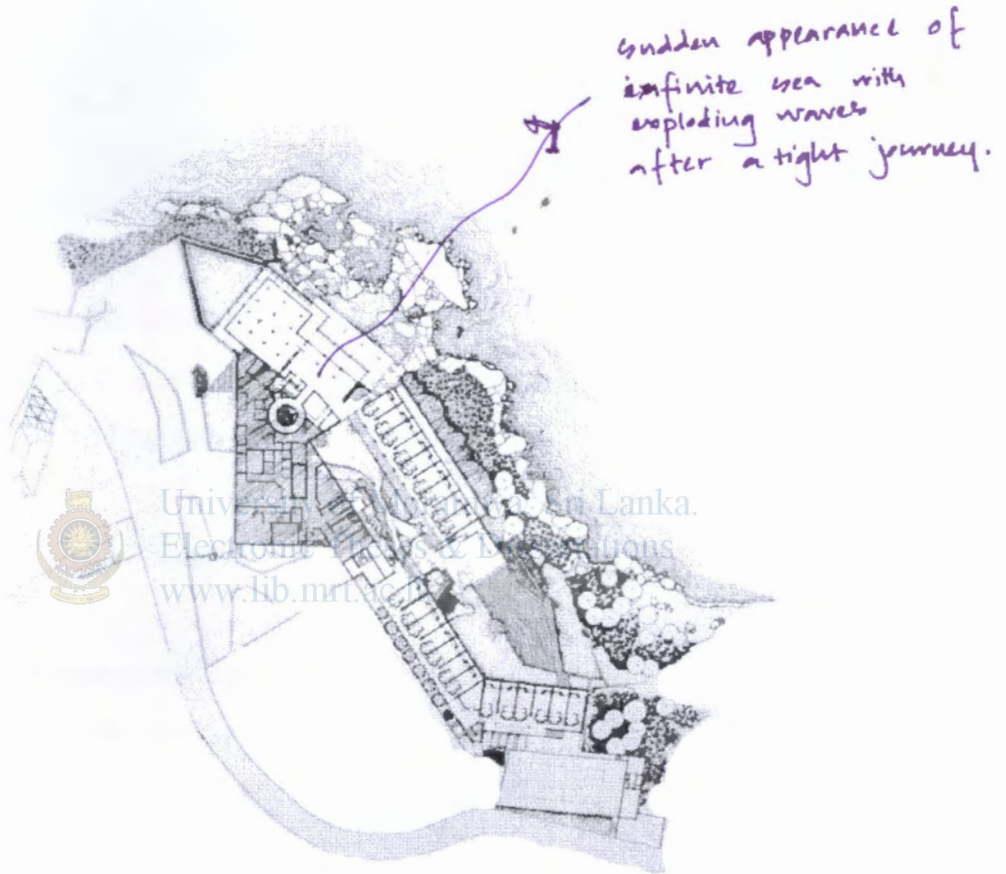 sudden appearance of
infinite sea with
exploding waves
after a tight journey.
University of Moratuwa, Sri Lanka.
Electronic Theses & Dissertations
www.lib.mrt.ac.lk